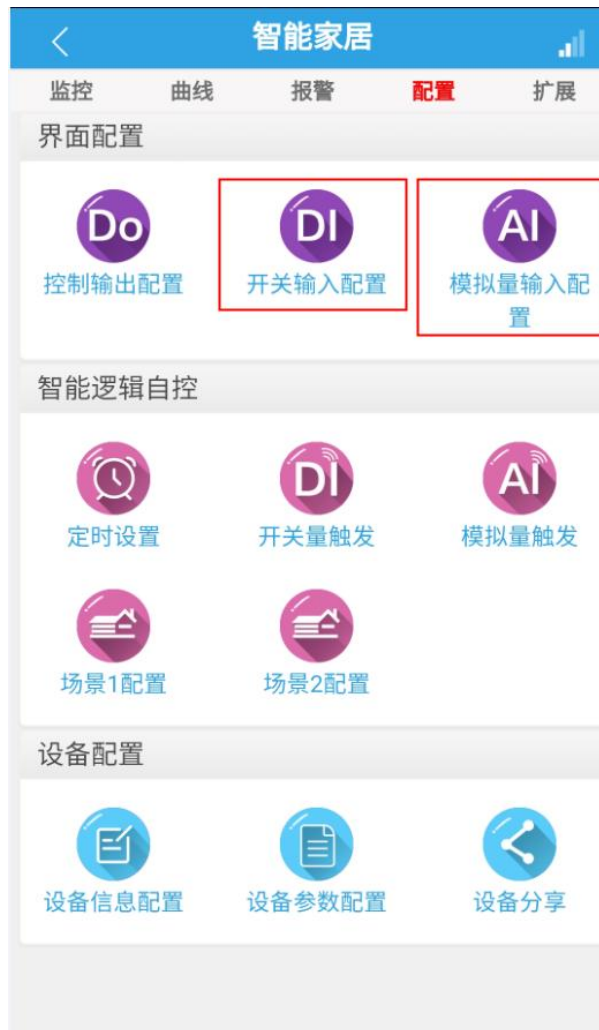 智能家居
监控 曲线 报警 配置 扩展
界面配置
Do DI AI
控制输出配置 开关输入配置 模拟量输入配
置
智能逻辑自控
DI AI
定时设置 开关量触发 模拟量触发
场景1配置 场景2配置
设备配置
设备信息配置 设备参数配置 设备分享